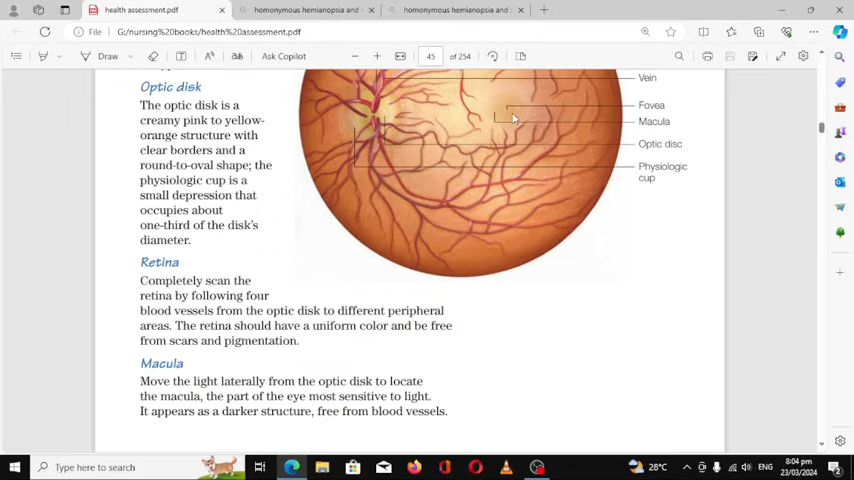 health assessment.pdf
homonymous hemianopsia and
homonymous hemianopsia and
File
G:/nursing%20books/health%20assessment.pdf
Draw
Ask Copilot
45
of 254
Optic disk
The optic disk is a
creamy pink to yellow-
orange structure with
clear borders and a
round-to-oval shape; the
physiologic cup is a
small depression that
occupies about
one-third of the disk's
diameter.
Vein
Fovea
Macula
Optic disc
Physiologic
cup
Retina
Completely scan the
retina by following four
blood vessels from the optic disk to different peripheral
areas. The retina should have a uniform color and be free
from scars and pigmentation.
Macula
Move the light laterally from the optic disk to locate
the macula, the part of the eye most sensitive to light.
It appears as a darker structure, free from blood vessels.
Type here to search
28°C
ENG
8:04 pm
23/03/2024